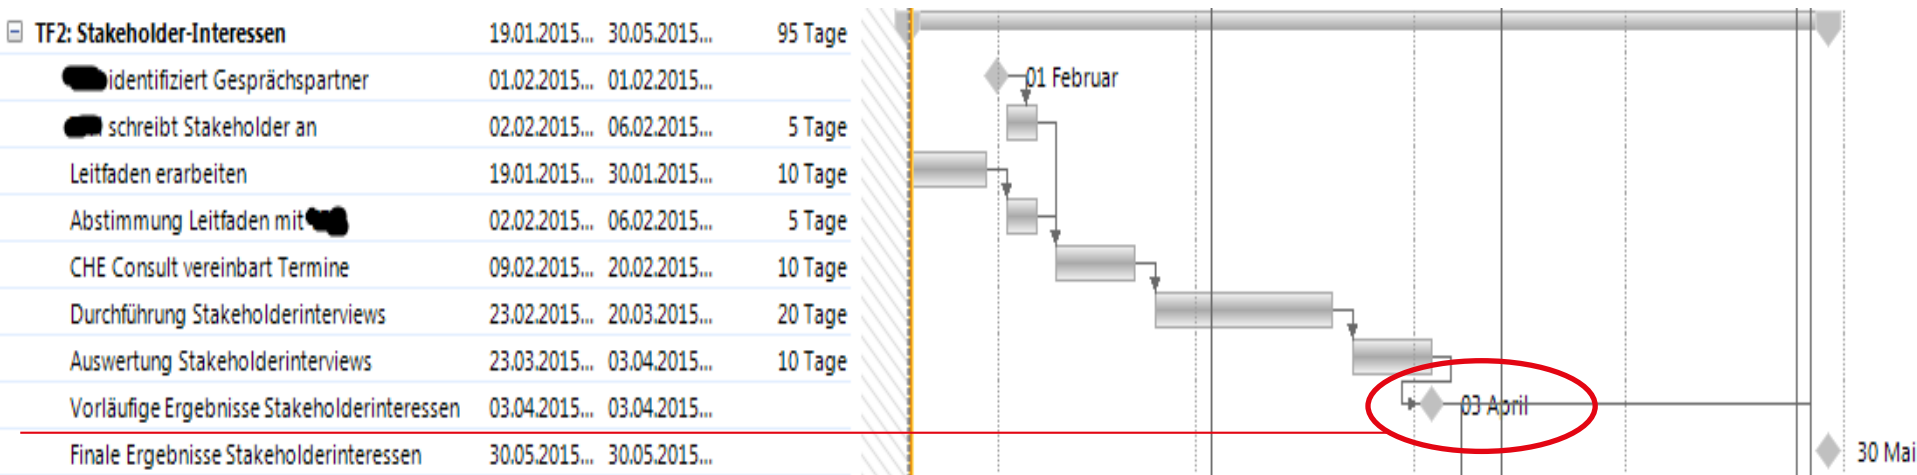 TF2: Stakeholder-Interessen 19.01.2015... 30.05.2015... 95 Tage
identifiziert Gesprächspartner 01.02.2015... 01.02.2015... 01 Februar
schreibt Stakeholder an 02.02.2015... 06.02.2015... 5 Tage
Leitfaden erarbeiten 19.01.2015... 30.01.2015... 10 Tage
Abstimmung Leitfaden mit 02.02.2015... 06.02.2015... 5 Tage
CHE Consult vereinbart Termine 09.02.2015... 20.02.2015... 10 Tage
Durchführung Stakeholderinterviews 23.02.2015... 20.03.2015... 20 Tage
Auswertung Stakeholderinterviews 23.03.2015... 03.04.2015... 10 Tage
Vorläufige Ergebnisse Stakeholderinteressen 03.04.2015... 03.04.2015... 03 April
Finale Ergebnisse Stakeholderinteressen 30.05.2015... 30.05.2015... 30 Mai